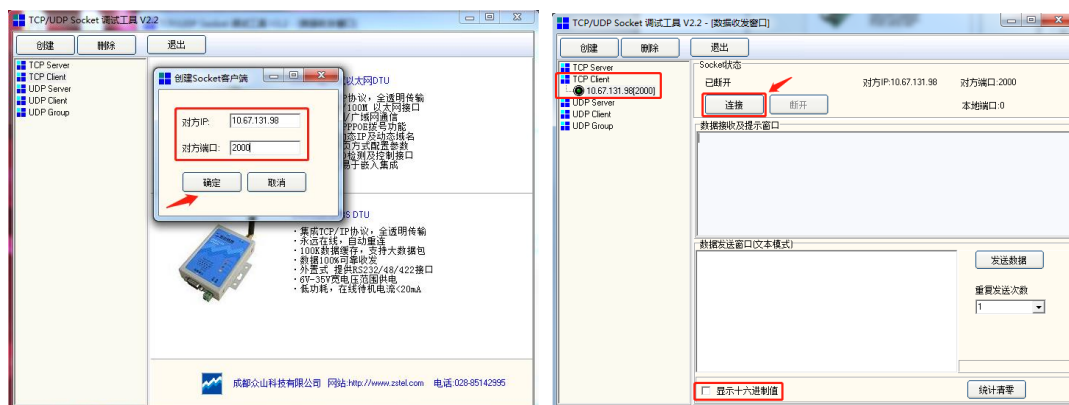 TCP/UDP Socket 调试工具 V2.2
创建 删除 退出
TCP Server
TCP Client
UDP Server
UDP Client
UDP Group
创建Socket客户端
对方IP: 10.67.131.98
对方端口: 2000
确定 取消
以太网DTU
协议，全透明传输
/100M 以太网接口
/广域网通信
PPPOE拨号功能
态IP及动态域名
方式配置参数
检测及控制接口
易于嵌入集成
S DTU
·集成TCP/IP协议，全透明传输
·永远在线，自动重连
·100K数据缓存，支持大数据包
·数据100%可靠收发
·外置式 提供RS232/48/422接口
·6V-35V宽电压范围供电
·低功耗，在线待机电流<20mA
成都众山科技有限公司 网站:http://www.zstel.com 电话:028-85142995
TCP/UDP Socket 调试工具 V2.2 - [数据收发窗口]
创建 删除 退出
TCP Server
TCP Client
10.67.131.98[2000]
UDP Server
UDP Client
UDP Group
Socket状态
已断开 对方IP:10.67.131.98 对方端口:2000
连接 断开 本地端口:0
数据接收及提示窗口
数据发送窗口(文本模式)
发送数据
重复发送次数
1
显示十六进制值 统计清零